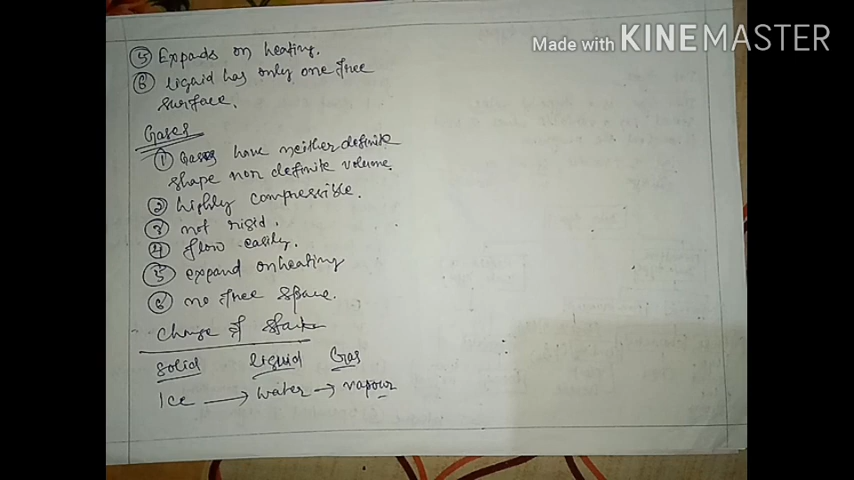 Made with KINEMASTER
⑤ Expads on heating.
⑥ liquid has only one free
surface.
Gases
① Gases have neither definite
shape non definite volume.
② highly compressible.
③ not rigid.
④ flow easily.
⑤ expand on heating
⑥ no free space.
Change of State
Solid liquid Gas
Ice → water → vapour